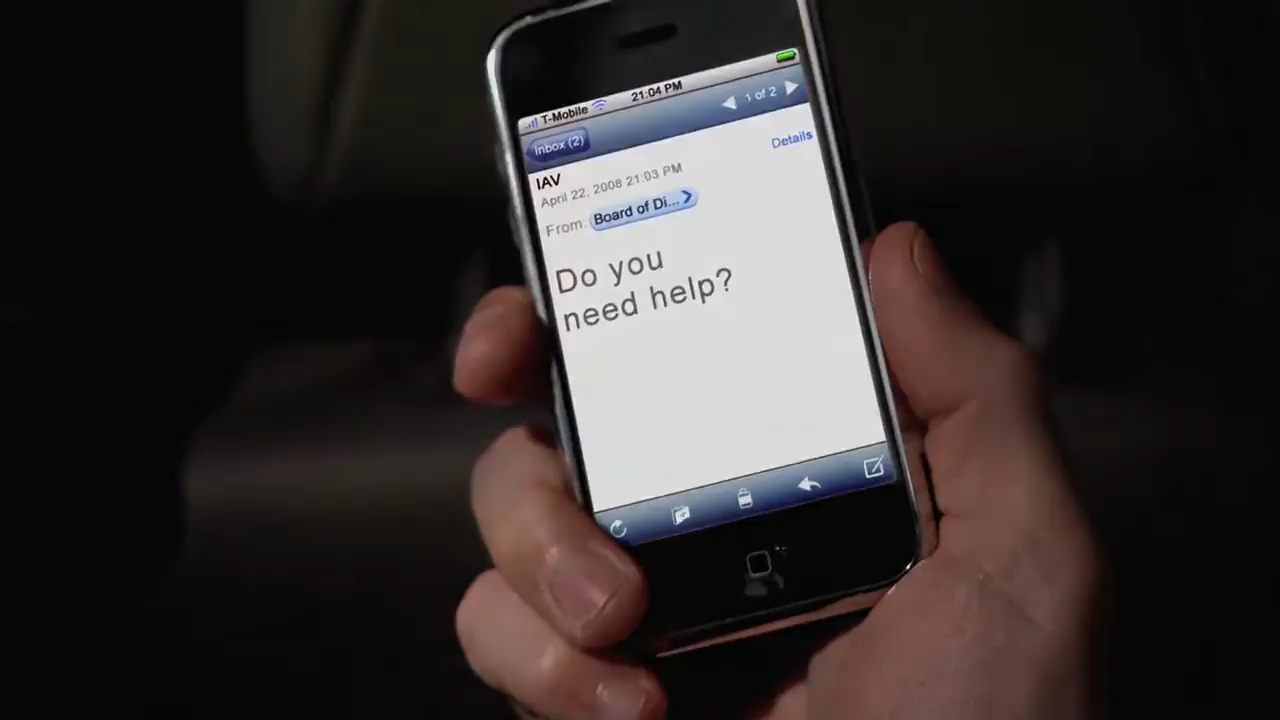 T-Mobile 21:04 PM
Inbox (2) 1 of 2
IAV Details
April 22, 2008 21:03 PM
From: Board of Di...
Do you
need help?